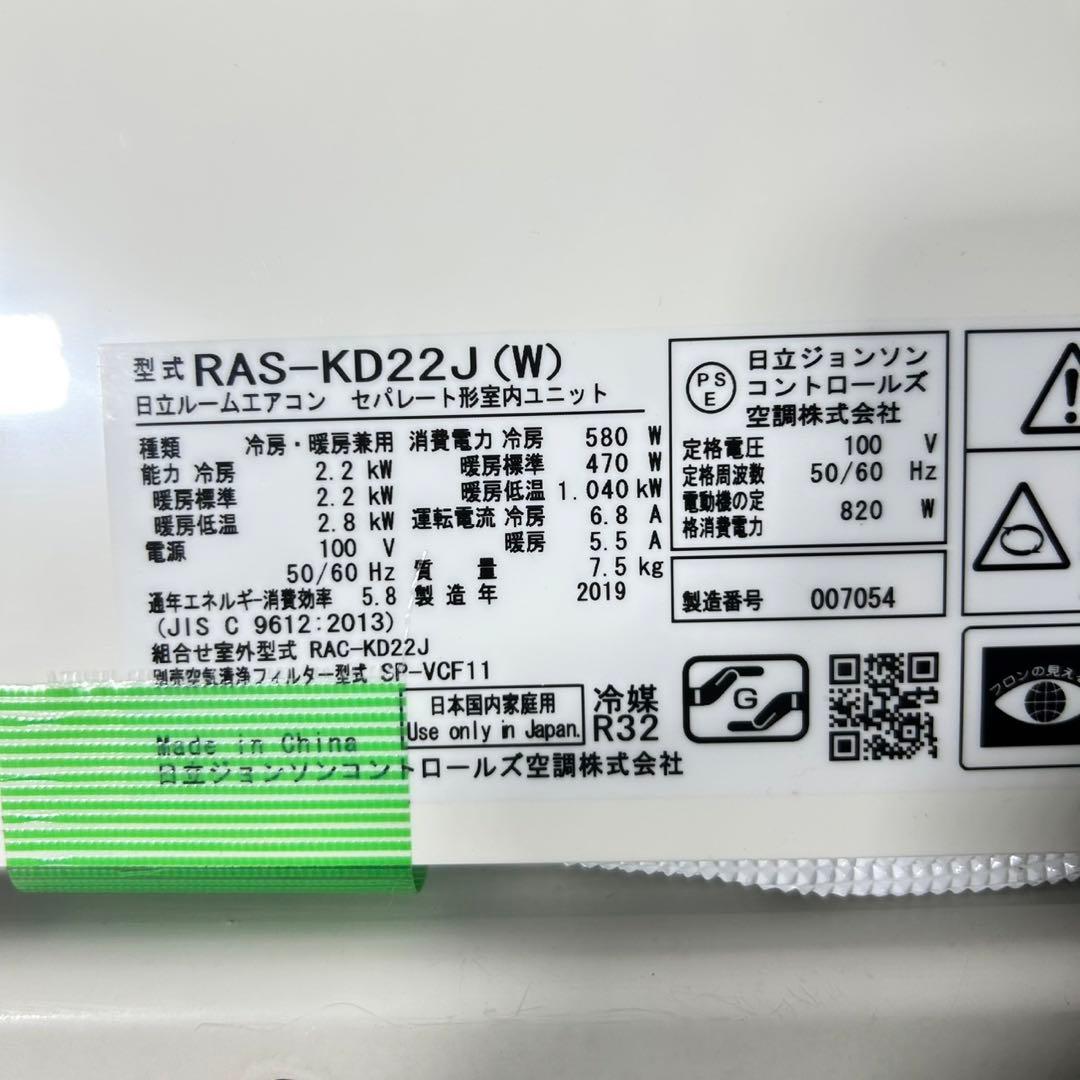 型式 RAS-KD22J(W)
日立ルームエアコン セパレート形室内ユニット
種類 冷房・暖房兼用
能力 冷房 2.2 kW
暖房標準 2.2 kW
暖房低温 2.8 kW
電源 100 V
50/60 Hz
通年エネルギー消費効率 5.8
(JIS C 9612:2013)
消費電力 冷房 580 W
暖房標準 470 W
暖房低温 1.040 kW
運転電流 冷房 6.8 A
暖房 5.5 A
質量 7.5 kg
製造年 2019
組合せ室外型式 RAC-KD22J
別売空気清浄フィルター型式 SP-VCF11
日本国内家庭用
Use only in Japan.
冷媒
R32
Made in China
日立ジョンソンコントロールズ空調株式会社
PS
E
日立ジョンソン
コントロールズ
空調株式会社
定格電圧 100 V
定格周波数 50/60 Hz
電動機の定
格消費電力 820 W
製造番号 007054
G
フロンの見え